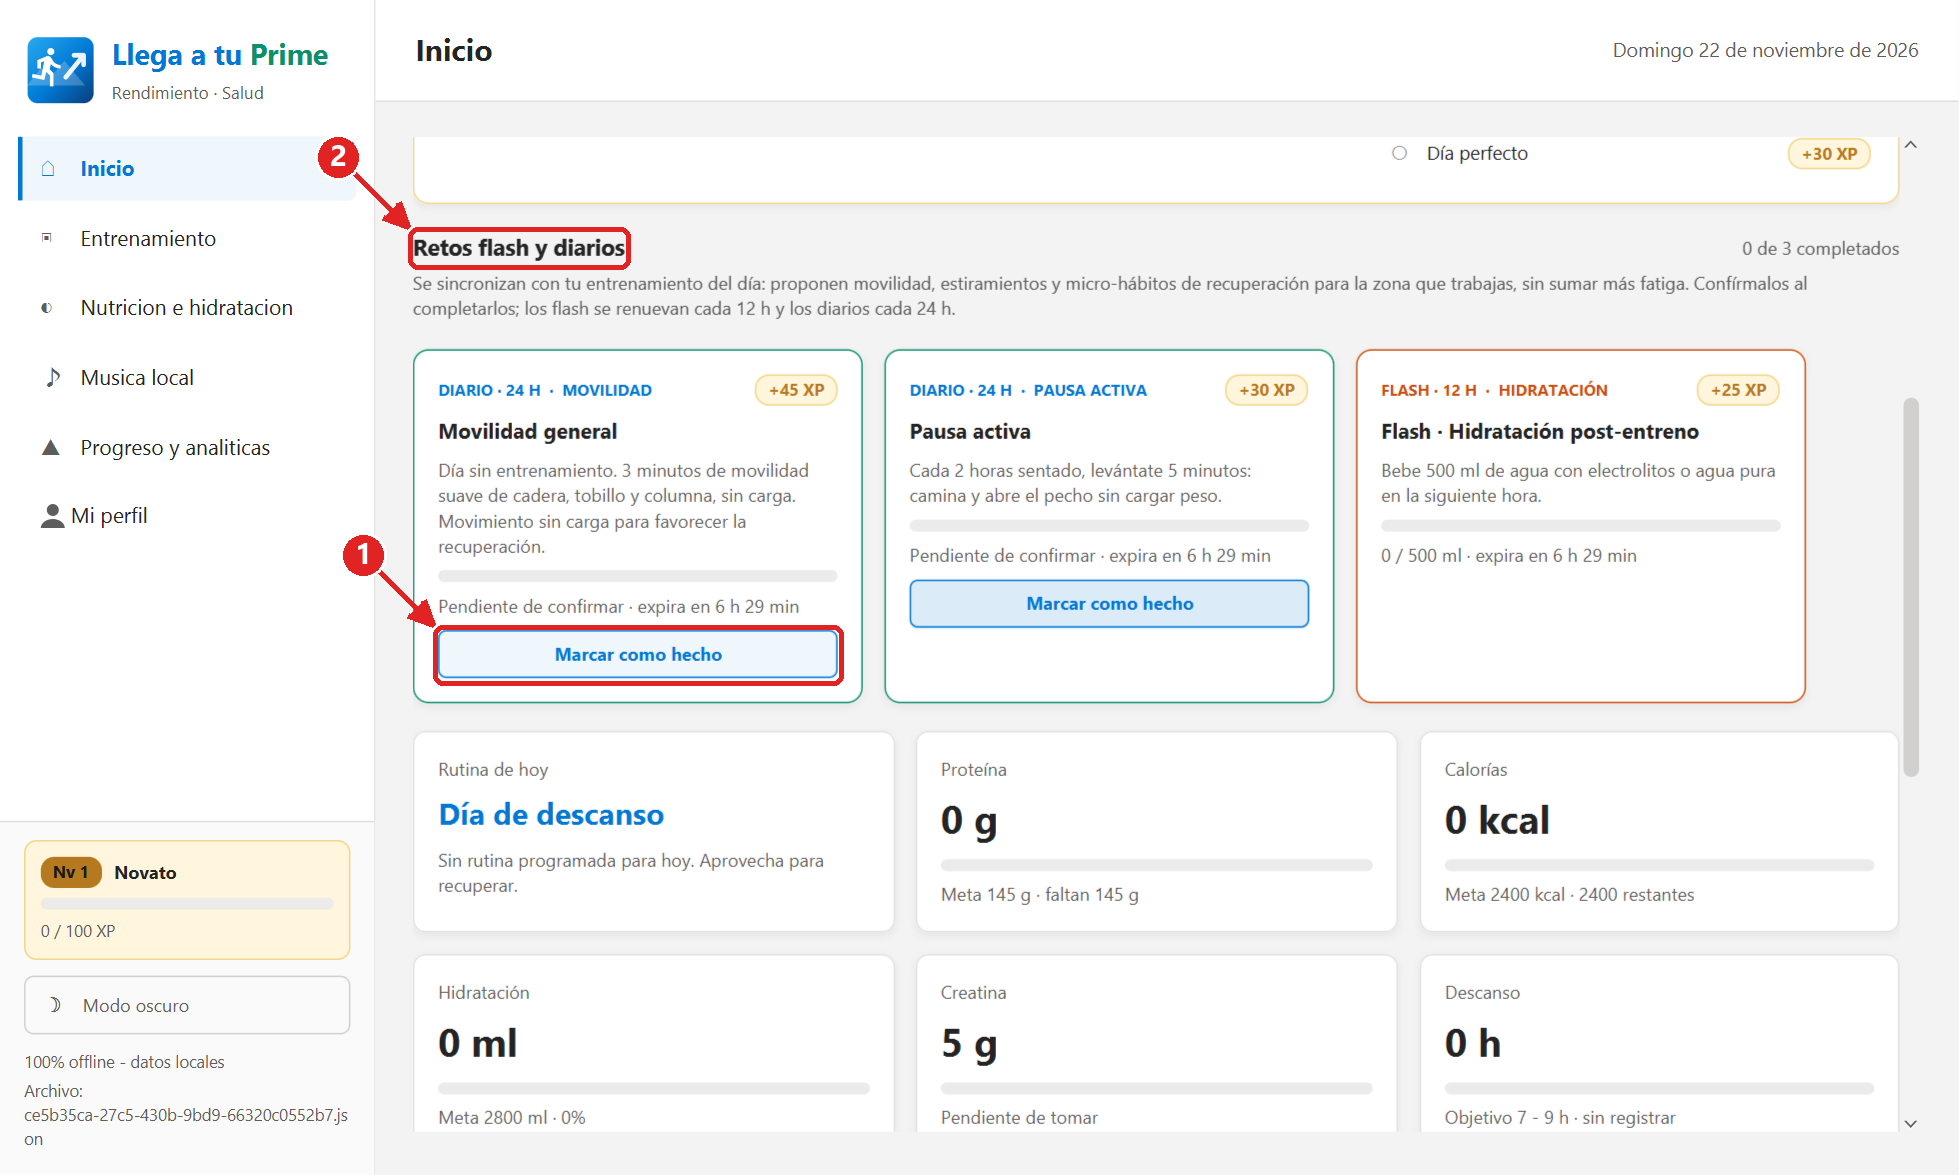 Llega a tu Prime
Rendimiento · Salud
Inicio
Entrenamiento
Nutricion e hidratacion
Musica local
Progreso y analiticas
Mi perfil
Nv 1 Novato
0 / 100 XP
Modo oscuro
100% offline - datos locales
Archivo:
ce5b35ca-27c5-430b-9bd9-66320c0552b7.js
on
Inicio
Domingo 22 de noviembre de 2026
Día perfecto +30 XP
2
Retos flash y diarios
0 de 3 completados
Se sincronizan con tu entrenamiento del día: proponen movilidad, estiramientos y micro-hábitos de recuperación para la zona que trabajas, sin sumar más fatiga. Confírmalos al
completarlos; los flash se renuevan cada 12 h y los diarios cada 24 h.
DIARIO · 24 H · MOVILIDAD +45 XP
Movilidad general
Día sin entrenamiento. 3 minutos de movilidad
suave de cadera, tobillo y columna, sin carga.
Movimiento sin carga para favorecer la
recuperación.
1
Pendiente de confirmar · expira en 6 h 29 min
Marcar como hecho
DIARIO · 24 H · PAUSA ACTIVA +30 XP
Pausa activa
Cada 2 horas sentado, levántate 5 minutos:
camina y abre el pecho sin cargar peso.
Pendiente de confirmar · expira en 6 h 29 min
Marcar como hecho
FLASH · 12 H · HIDRATACIÓN +25 XP
Flash · Hidratación post-entreno
Bebe 500 ml de agua con electrolitos o agua pura
en la siguiente hora.
0 / 500 ml · expira en 6 h 29 min
Rutina de hoy
Día de descanso
Sin rutina programada para hoy. Aprovecha para
recuperar.
Proteína
0 g
Meta 145 g · faltan 145 g
Calorías
0 kcal
Meta 2400 kcal · 2400 restantes
Hidratación
0 ml
Meta 2800 ml · 0%
Creatina
5 g
Pendiente de tomar
Descanso
0 h
Objetivo 7 - 9 h · sin registrar